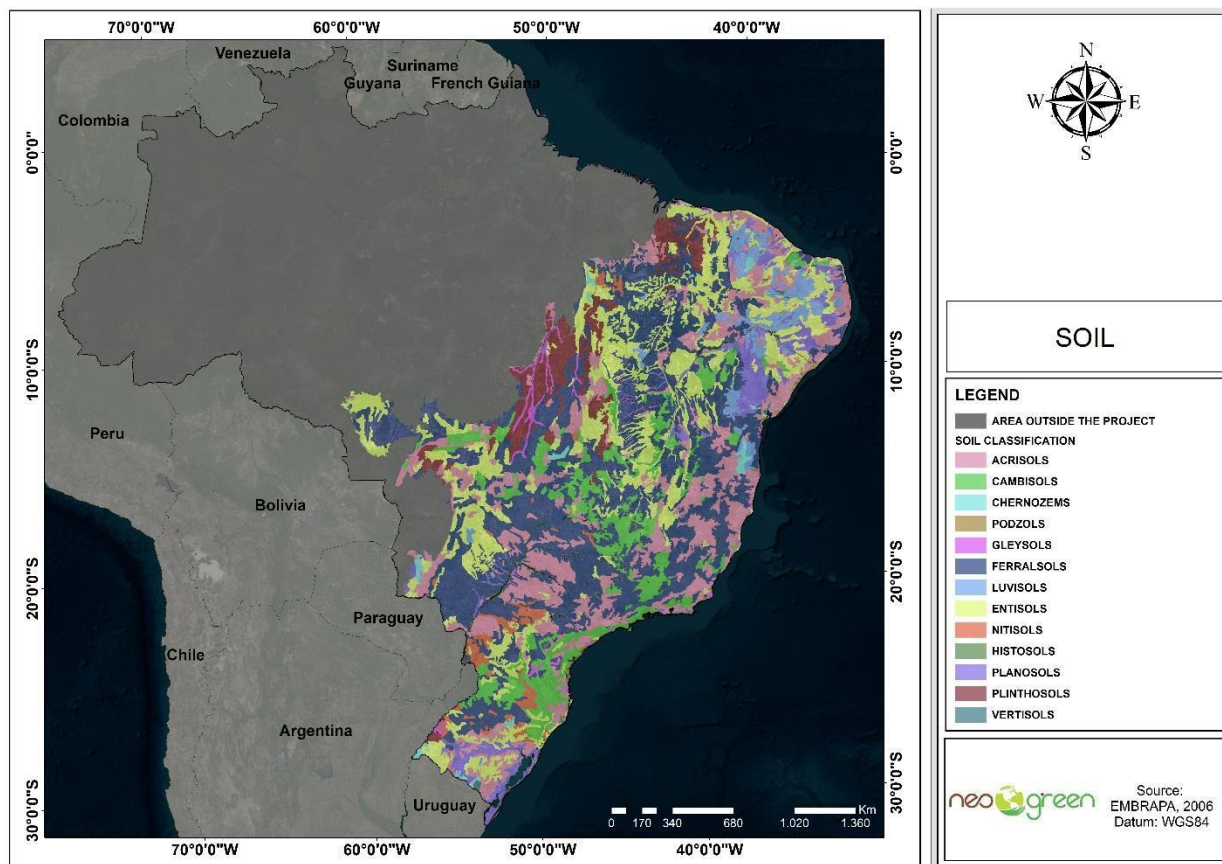 70°0'0"W 60°0'0"W 50°0'0"W 40°0'0"W
Venezuela
Suriname
Guyana French Guiana
Colombia
0°0'0"
0°0'0"
Peru
10°0'0"S
10°0'0"S
Bolivia
20°0'0"S
20°0'0"S
Paraguay
Chile
Argentina
Uruguay
30°0'0"S
30°0'0"S
Km
0 170 340 680 1.020 1.360
70°0'0"W 60°0'0"W 50°0'0"W 40°0'0"W
N
W E
S
SOIL
LEGEND
AREA OUTSIDE THE PROJECT
SOIL CLASSIFICATION
ACRISOLS
CAMBISOLS
CHERNOZEMS
PODZOLS
GLEYSOLS
FERRALSOLS
LUVISOLS
ENTISOLS
NITISOLS
HISTOSOLS
PLANOSOLS
PLINTHOSOLS
VERTISOLS
neogreen
Source:
EMBRAPA, 2006
Datum: WGS84